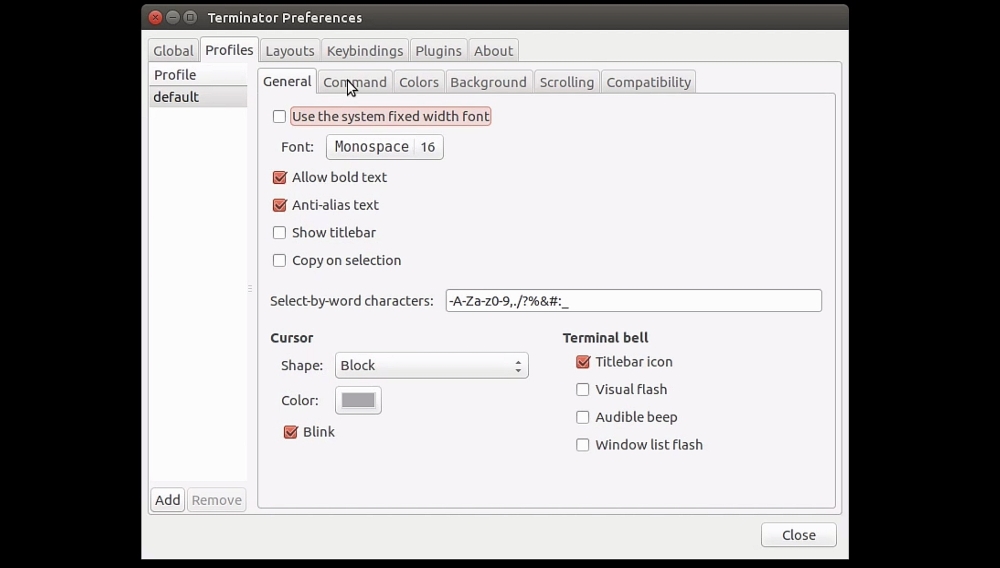 Terminator Preferences
Global Profiles Layouts Keybindings Plugins About
Profile
default
General Command Colors Background Scrolling Compatibility
Use the system fixed width font
Font: Monospace 16
Allow bold text
Anti-alias text
Show titlebar
Copy on selection
Select-by-word characters: -A-Za-z0-9,./?%&#:_
Cursor
Shape: Block
Color:
Blink
Terminal bell
Titlebar icon
Visual flash
Audible beep
Window list flash
Add Remove
Close